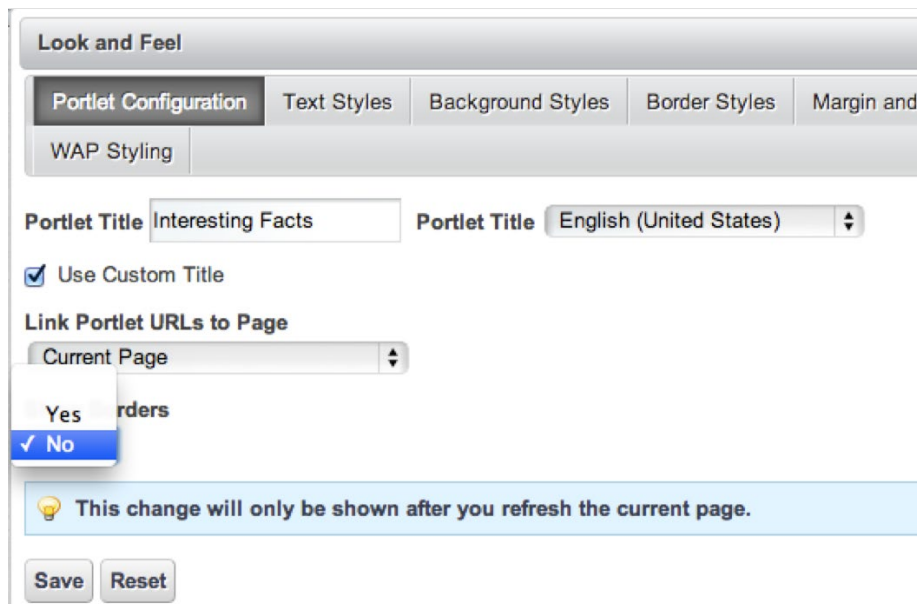 Look and Feel
Portlet Configuration Text Styles Background Styles Border Styles Margin and
WAP Styling
Portlet Title Interesting Facts Portlet Title English (United States)
Use Custom Title
Link Portlet URLs to Page
Current Page
Yes
No
This change will only be shown after you refresh the current page.
Save Reset